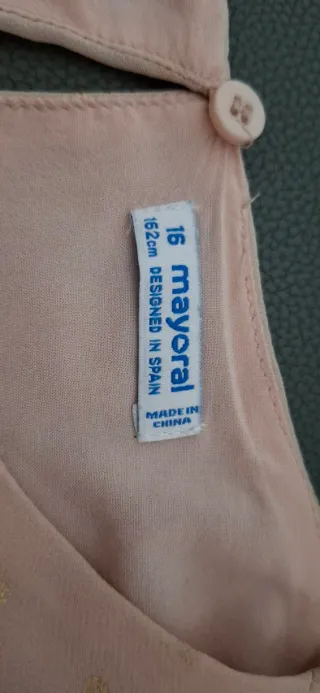 16 mayoral
162cm DESIGNED IN SPAIN
MADE IN
CHINA